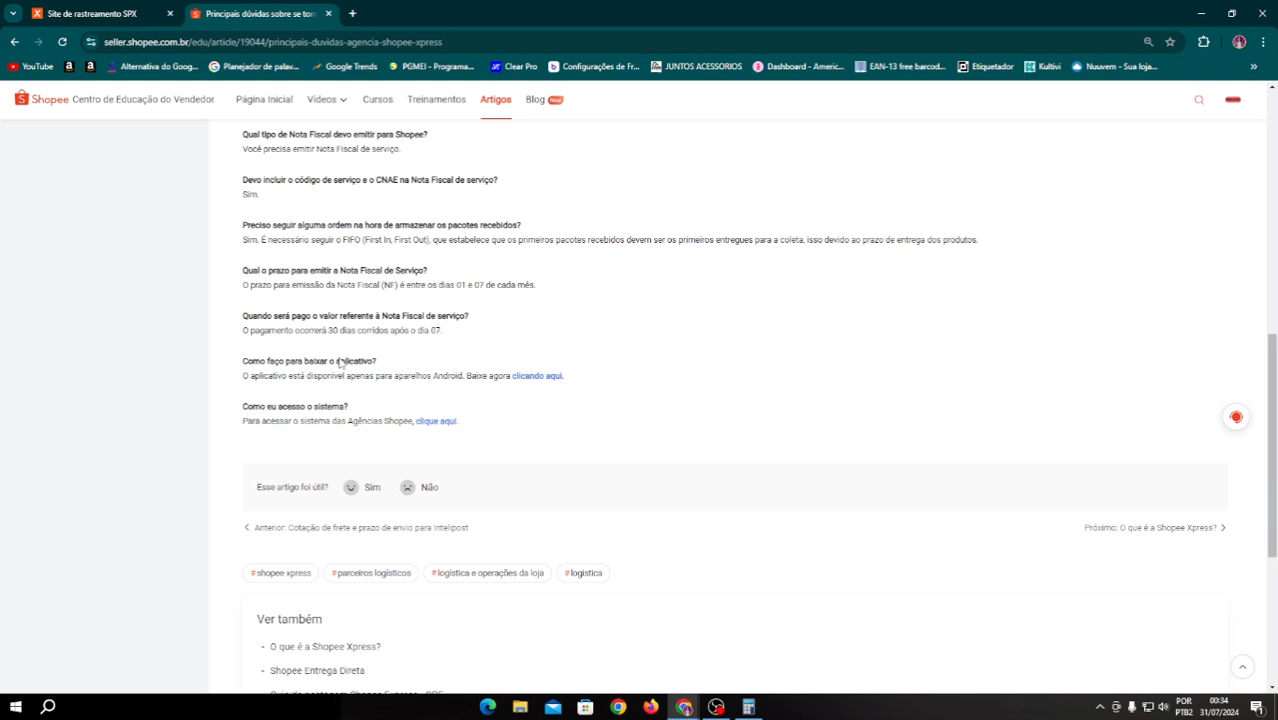 Site de rastreamento SPX
Principais dúvidas sobre se torn
seller.shopee.com.br/edu/article/19044/principais-duvidas-agencia-shopee-xpress
YouTube
Alternativa do Goog...
Planejador de palav...
Google Trends
PGMEI - Programa...
Clear Pro
Configurações de Fr...
JUNTOS ACESSORIOS
Dashboard - Americ...
EAN-13 free barcod...
Etiquetador
Kultivi
Nuuvem - Sua loja...
Shopee Centro de Educação do Vendedor
Página Inicial
Vídeos
Cursos
Treinamentos
Artigos
Blog
New
Qual tipo de Nota Fiscal devo emitir para Shopee?
Você precisa emitir Nota Fiscal de serviço.
Devo incluir o código de serviço e o CNAE na Nota Fiscal de serviço?
Sim.
Preciso seguir alguma ordem na hora de armazenar os pacotes recebidos?
Sim. É necessário seguir o FIFO (First In, First Out), que estabelece que os primeiros pacotes recebidos devem ser os primeiros entregues para a coleta, isso devido ao prazo de entrega dos produtos.
Qual o prazo para emitir a Nota Fiscal de Serviço?
O prazo para emissão da Nota Fiscal (NF) é entre os dias 01 e 07 de cada mês.
Quando será pago o valor referente à Nota Fiscal de serviço?
O pagamento ocorrerá 30 dias corridos após o dia 07.
Como faço para baixar o aplicativo?
O aplicativo está disponível apenas para aparelhos Android. Baixe agora clicando aqui.
Como eu acesso o sistema?
Para acessar o sistema das Agências Shopee, clique aqui.
Esse artigo foi útil?
Sim
Não
Anterior: Cotação de frete e prazo de envio para Intelipost
Próximo: O que é a Shopee Xpress?
#shopee xpress
#parceiros logísticos
#logística e operações da loja
#logistica
Ver também
O que é a Shopee Xpress?
Shopee Entrega Direta
POR
PTB2
00:34
31/07/2024